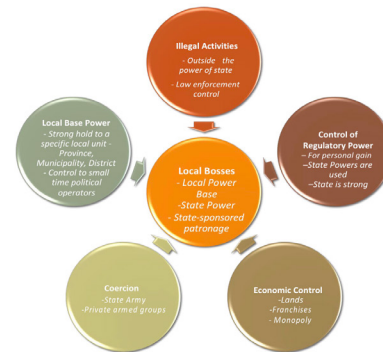 Illegal Activities
- Outside the
power of state
- Law enforcement
control
Local Base Power
- Strong hold to a
specific local unit -
Province,
Municipality, District
- Control to small
time political
operators
Control of
Regulatory Power
– For personal gain
–State Powers are
used
–State is strong
Local Bosses
- Local Power
Base
-State Power
- State-sponsored
patronage
Coercion
-State Army
-Private armed groups
Economic Control
-Lands
-Franchises
- Monopoly